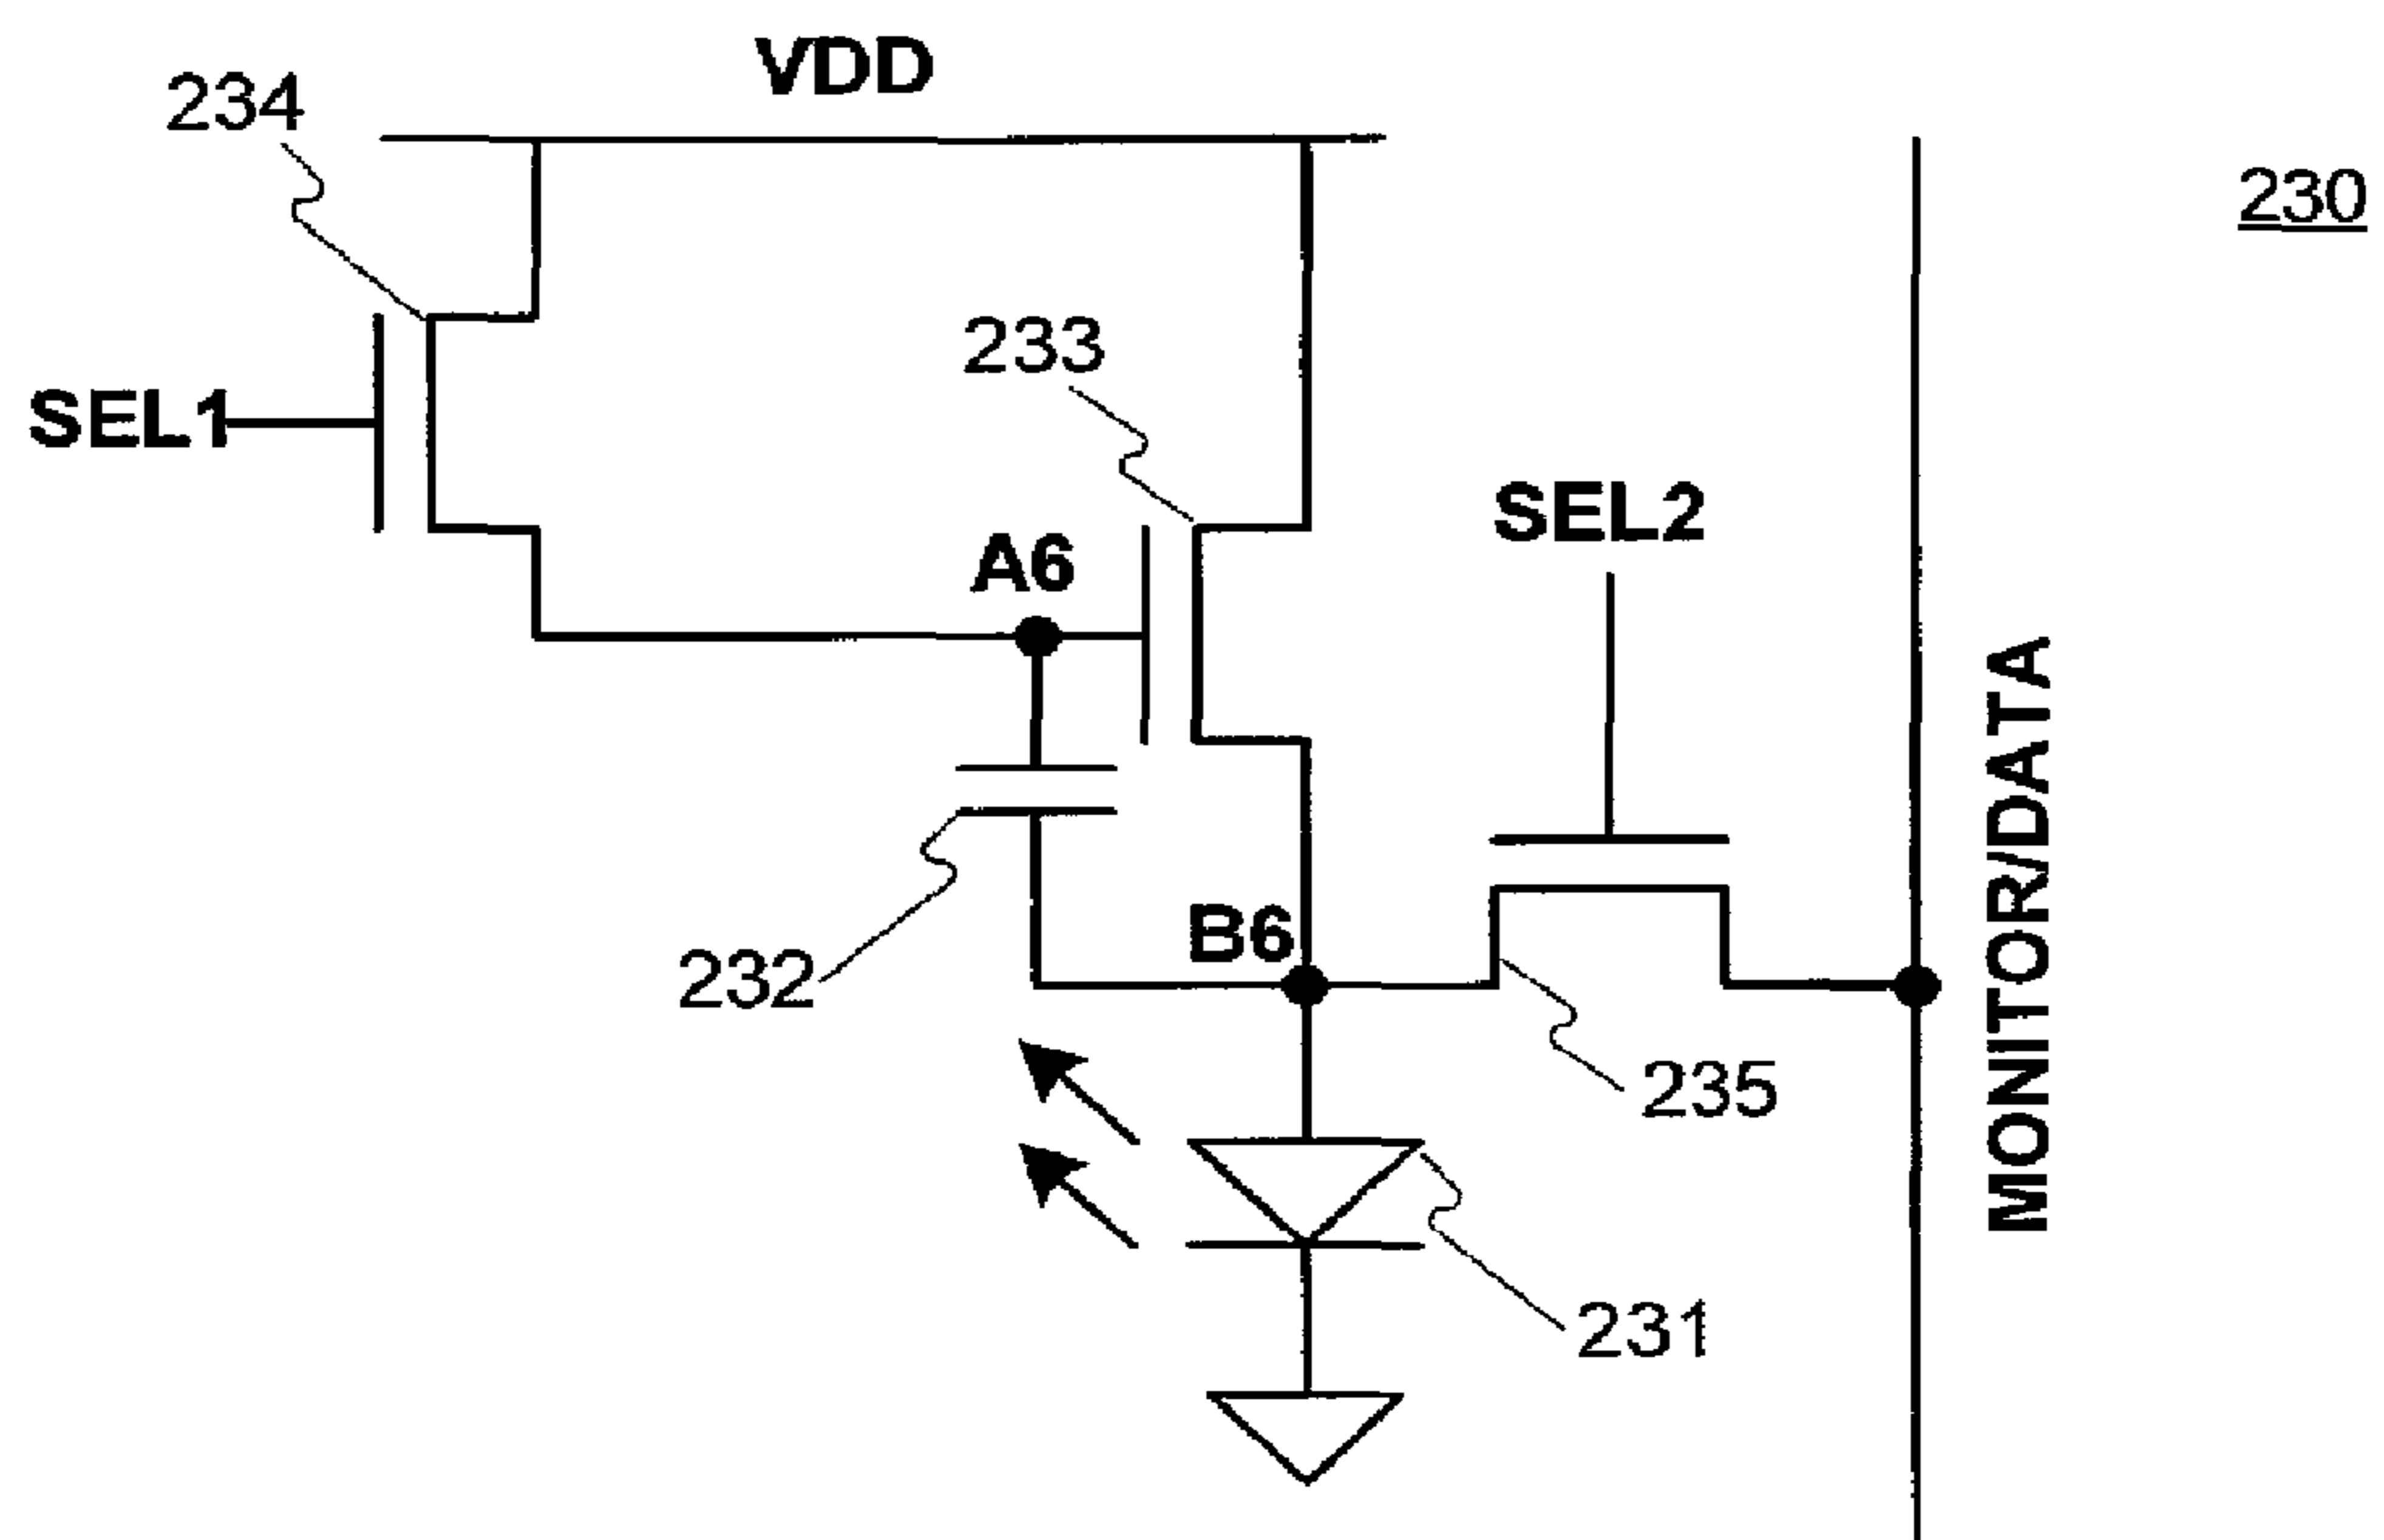 VDD
234
230
233
SEL1
SEL2
A6
MONITOR/DATA
B6
232
235
231